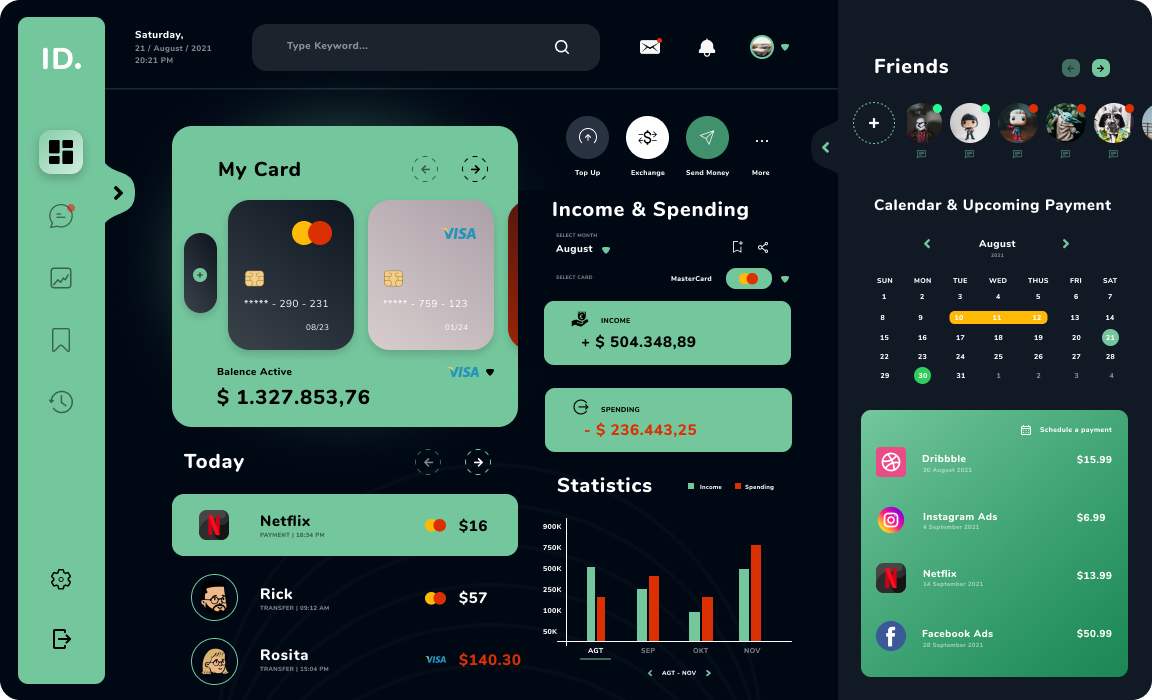 ID.
Saturday,
21 / August / 2021
20:21 PM
Type Keyword...
My Card
***** - 290 - 231
08/23
VISA
***** - 759 - 123
01/24
Balence Active
VISA
$ 1.327.853,76
Today
Netflix
PAYMENT | 18:34 PM
$16
Rick
TRANSFER | 09:12 AM
$57
Rosita
TRANSFER | 15:04 PM
VISA
$140.30
Top Up
Exchange
Send Money
...
More
Income & Spending
SELECT MONTH
August
SELECT CARD
MasterCard
INCOME
+ $ 504.348,89
SPENDING
- $ 236.443,25
Statistics
Income
Spending
900K
750K
500K
250K
100K
50K
AGT
SEP
OKT
NOV
AGT - NOV
Friends
Calendar & Upcoming Payment
August
2021
SUN MON TUE WED THUS FRI SAT
1 2 3 4 5 6 7
8 9 10 11 12 13 14
15 16 17 18 19 20 21
22 23 24 25 26 27 28
29 30 31 1 2 3 4
Schedule a payment
Dribbble
30 August 2021
$15.99
Instagram Ads
4 September 2021
$6.99
Netflix
14 September 2021
$13.99
Facebook Ads
28 September 2021
$50.99